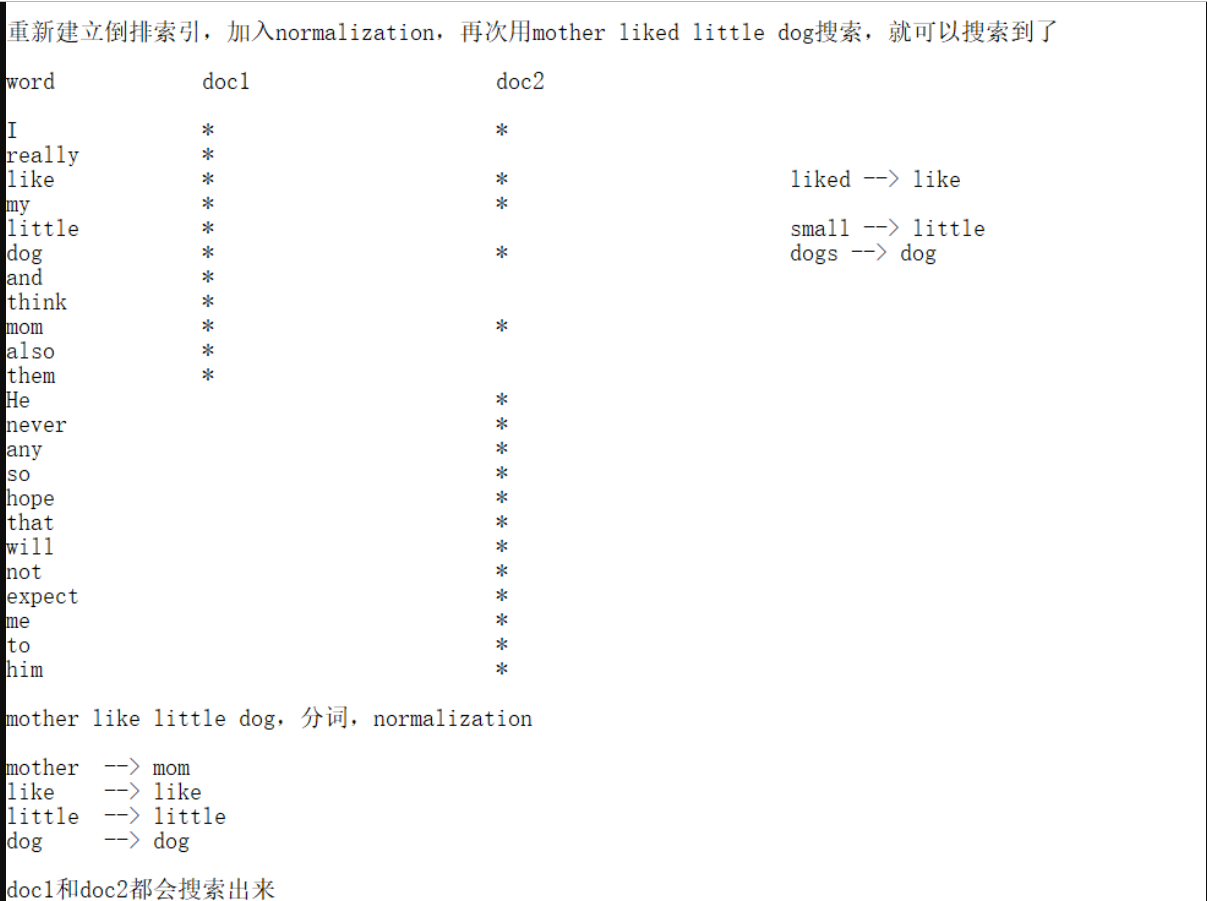 重新建立倒排索引，加入normalization，再次用mother liked little dog搜索，就可以搜索到了
word doc1 doc2
I * *
really *
like * * liked --> like
my * *
little * small --> little
dog * * dogs --> dog
and *
think *
mom * *
also *
them *
He *
never *
any *
so *
hope *
that *
will *
not *
expect *
me *
to *
him *
mother like little dog，分词，normalization
mother --> mom
like --> like
little --> little
dog --> dog
doc1和doc2都会搜索出来